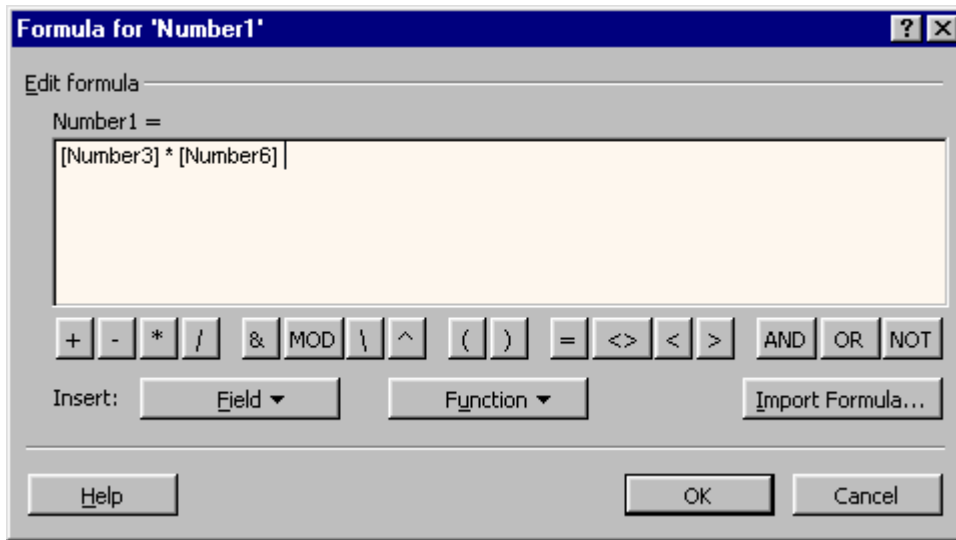 Formula for 'Number1' ?
Edit formula
Number1 =
[Number3] * [Number6]
+ - * / & MOD \ ^ ( ) = <> < > AND OR NOT
Insert: Field Function Import Formula...
Help OK Cancel